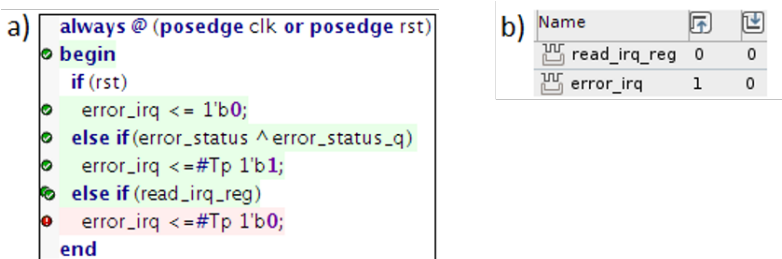 a)
always @ (posedge clk or posedge rst)
begin
if (rst)
error_irq <= 1'b0;
else if(error_status ^ error_status_q)
error_irq <=#Tp 1'b1;
else if (read_irq_reg)
error_irq <=#Tp 1'b0;
end
b)
Name
read_irq_reg 0 0
error_irq 1 0